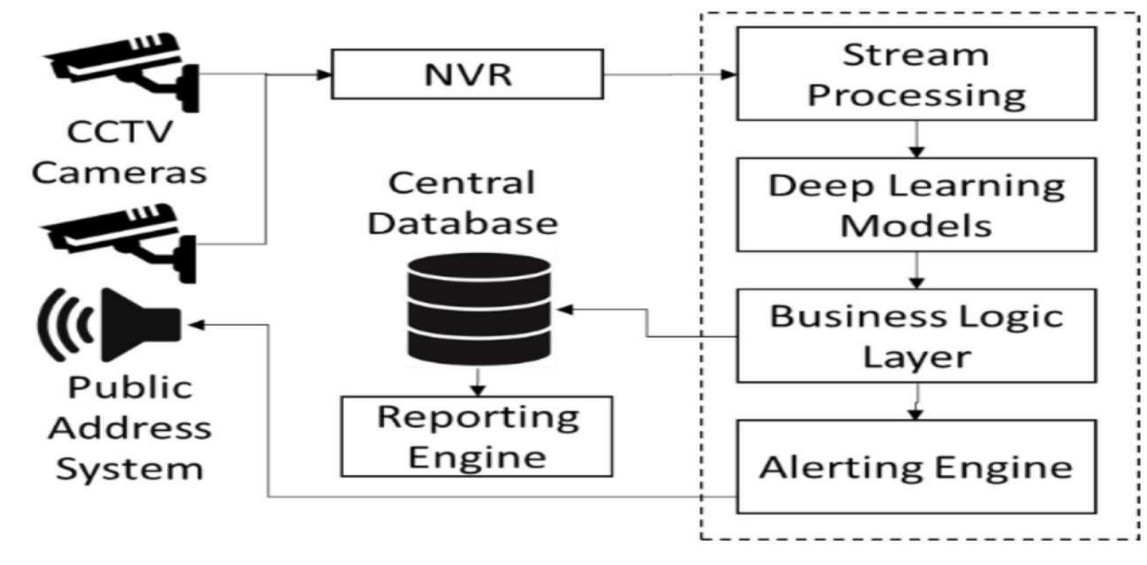 CCTV
Cameras
NVR
Stream
Processing
Deep Learning
Models
Central
Database
Business Logic
Layer
Public
Address
System
Reporting
Engine
Alerting Engine